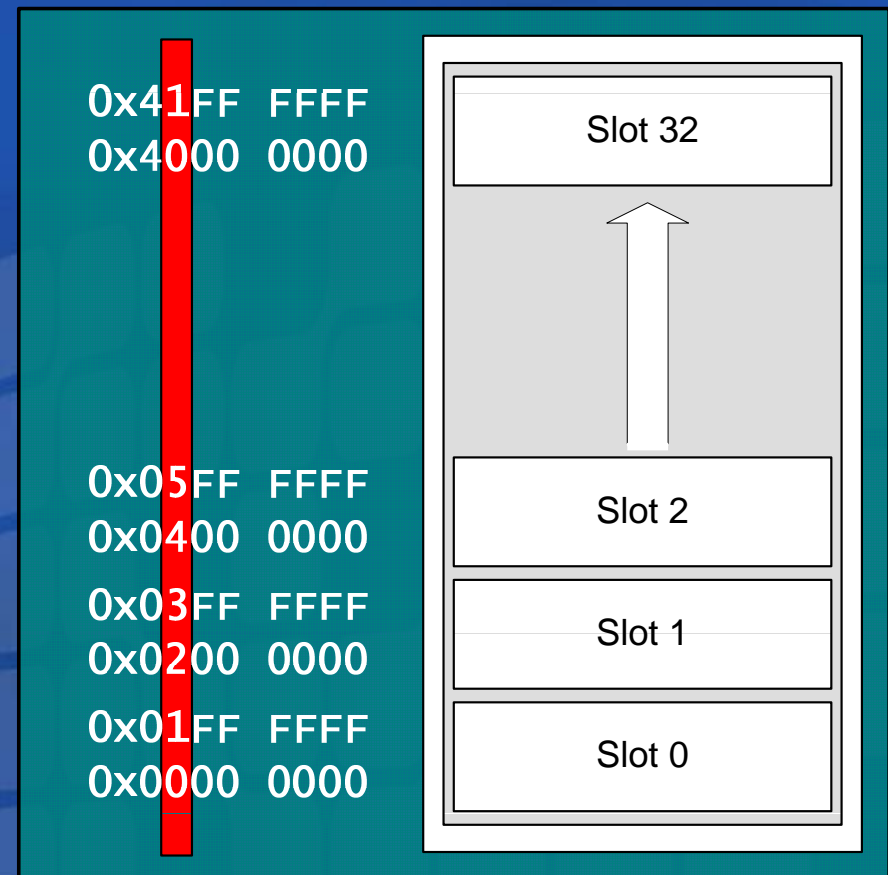 0x41FF FFFF
0x4000 0000
Slot 32
0x05FF FFFF
0x0400 0000
Slot 2
0x03FF FFFF
0x0200 0000
Slot 1
0x01FF FFFF
0x0000 0000
Slot 0